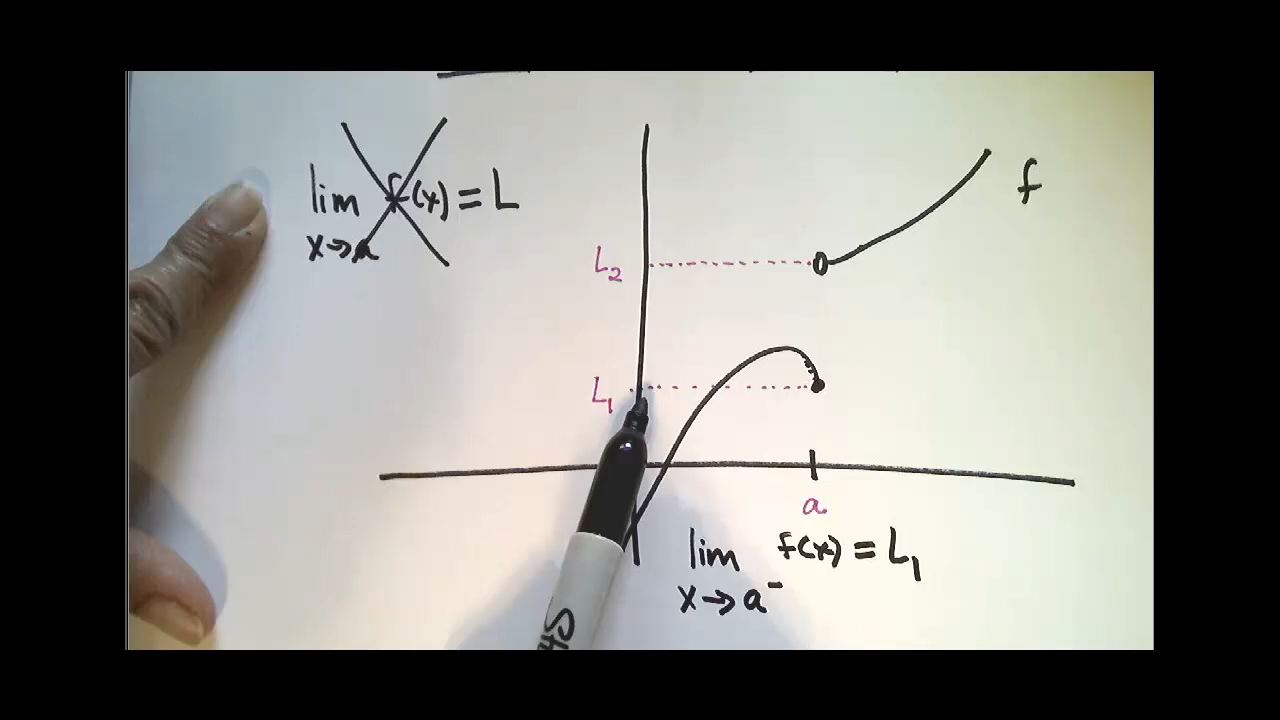 lim f(x) = L
x→a
f
L₂
L₁
a
lim f(x) = L₁
x→a⁻